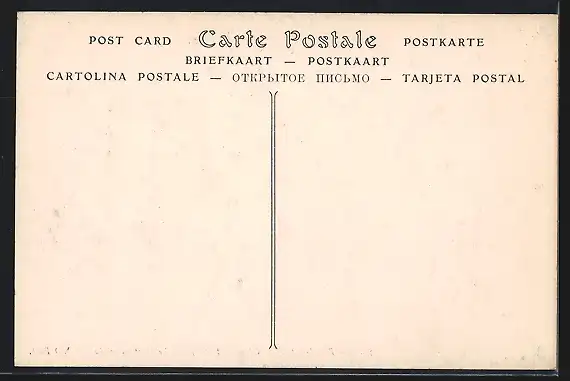 POST CARD Carte Postale POSTKARTE
BRIEFKAART — POSTKAART
CARTOLINA POSTALE — ОТКРЫТОЕ ПИСЬМО — TARJETA POSTAL